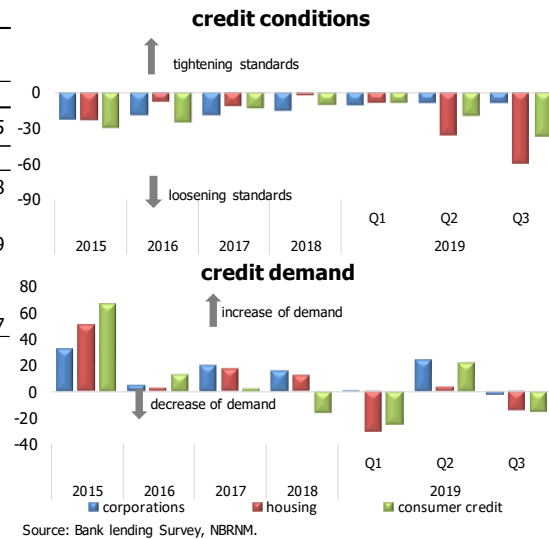 credit conditions
tightening standards
0
-30
-60
-90
loosening standards
Q1 Q2 Q3
2015 2016 2017 2018 2019
credit demand
80
60
40
20
0
-20
-40
increase of demand
decrease of demand
Q1 Q2 Q3
2015 2016 2017 2018 2019
corporations housing consumer credit
Source: Bank lending Survey, NBRNM.